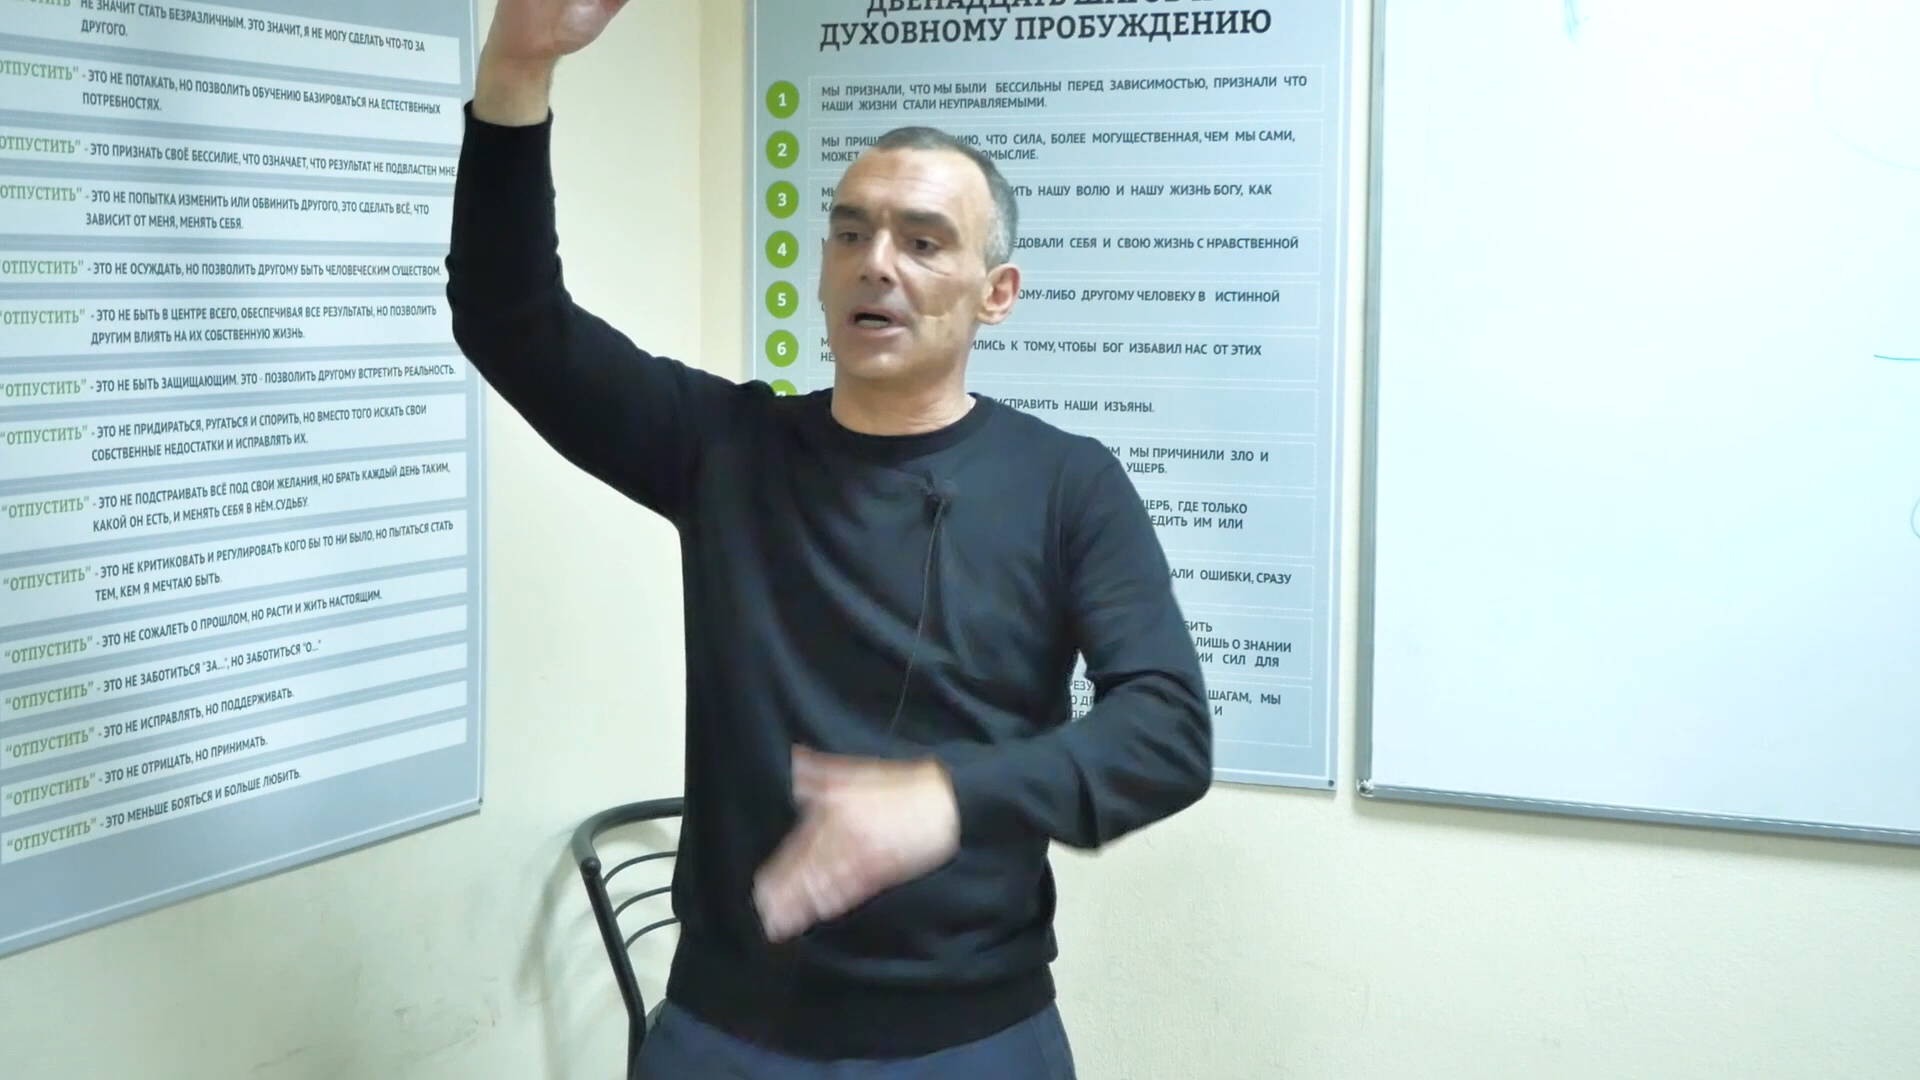 НЕ ЗНАЧИТ СТАТЬ БЕЗРАЗЛИЧНЫМ. ЭТО ЗНАЧИТ, Я НЕ МОГУ СДЕЛАТЬ ЧТО-ТО ЗА
ДРУГОГО.
ОТПУСТИТЬ" - ЭТО НЕ ПОТАКАТЬ, НО ПОЗВОЛИТЬ ОБУЧЕНИЮ БАЗИРОВАТЬСЯ НА ЕСТЕСТВЕННЫХ
ПОТРЕБНОСТЯХ.
ОТПУСТИТЬ" - ЭТО ПРИЗНАТЬ СВОЁ БЕССИЛИЕ, ЧТО ОЗНАЧАЕТ, ЧТО РЕЗУЛЬТАТ НЕ ПОДВЛАСТЕН МНЕ.
ОТПУСТИТЬ" - ЭТО НЕ ПОПЫТКА ИЗМЕНИТЬ ИЛИ ОБВИНИТЬ ДРУГОГО, ЭТО СДЕЛАТЬ ВСЁ, ЧТО
ЗАВИСИТ ОТ МЕНЯ, МЕНЯТЬ СЕБЯ.
"ОТПУСТИТЬ" - ЭТО НЕ ОСУЖДАТЬ, НО ПОЗВОЛИТЬ ДРУГОМУ БЫТЬ ЧЕЛОВЕЧЕСКИМ СУЩЕСТВОМ.
"ОТПУСТИТЬ" - ЭТО НЕ БЫТЬ В ЦЕНТРЕ ВСЕГО, ОБЕСПЕЧИВАЯ ВСЕ РЕЗУЛЬТАТЫ, НО ПОЗВОЛИТЬ
ДРУГИМ ВЛИЯТЬ НА ИХ СОБСТВЕННУЮ ЖИЗНЬ.
"ОТПУСТИТЬ" - ЭТО НЕ БЫТЬ ЗАЩИЩАЮЩИМ. ЭТО - ПОЗВОЛИТЬ ДРУГОМУ ВСТРЕТИТЬ РЕАЛЬНОСТЬ.
"ОТПУСТИТЬ" - ЭТО НЕ ПРИДИРАТЬСЯ, РУГАТЬСЯ И СПОРИТЬ, НО ВМЕСТО ТОГО ИСКАТЬ СВОИ
СОБСТВЕННЫЕ НЕДОСТАТКИ И ИСПРАВЛЯТЬ ИХ.
"ОТПУСТИТЬ" - ЭТО НЕ ПОДСТРАИВАТЬ ВСЁ ПОД СВОИ ЖЕЛАНИЯ, НО БРАТЬ КАЖДЫЙ ДЕНЬ ТАКИМ,
КАКОЙ ОН ЕСТЬ, И МЕНЯТЬ СЕБЯ В НЁМ.СУДЬБУ.
"ОТПУСТИТЬ" - ЭТО НЕ КРИТИКОВАТЬ И РЕГУЛИРОВАТЬ КОГО БЫ ТО НИ БЫЛО, НО ПЫТАТЬСЯ СТАТЬ
ТЕМ, КЕМ Я МЕЧТАЮ БЫТЬ.
"ОТПУСТИТЬ" - ЭТО НЕ СОЖАЛЕТЬ О ПРОШЛОМ, НО РАСТИ И ЖИТЬ НАСТОЯЩИМ.
"ОТПУСТИТЬ" - ЭТО НЕ ЗАБОТИТЬСЯ "ЗА...", НО ЗАБОТИТЬСЯ "О..."
"ОТПУСТИТЬ" - ЭТО НЕ ИСПРАВЛЯТЬ, НО ПОДДЕРЖИВАТЬ.
"ОТПУСТИТЬ" - ЭТО НЕ ОТРИЦАТЬ, НО ПРИНИМАТЬ.
"ОТПУСТИТЬ" - ЭТО МЕНЬШЕ БОЯТЬСЯ И БОЛЬШЕ ЛЮБИТЬ.
ДВЕНАДЦАТЬ ШАГОВ К
ДУХОВНОМУ ПРОБУЖДЕНИЮ
1 МЫ ПРИЗНАЛИ, ЧТО МЫ БЫЛИ БЕССИЛЬНЫ ПЕРЕД ЗАВИСИМОСТЬЮ, ПРИЗНАЛИ ЧТО
НАШИ ЖИЗНИ СТАЛИ НЕУПРАВЛЯЕМЫМИ.
2 МЫ ЧТО СИЛА, БОЛЕЕ МОГУЩЕСТВЕННАЯ, ЧЕМ МЫ САМИ,
МОЖЕТ
3 НАШУ ВОЛЮ И НАШУ ЖИЗНЬ БОГУ, КАК
4 СЕБЯ И СВОЮ ЖИЗНЬ С НРАВСТВЕННОЙ
5 ДРУГОМУ ЧЕЛОВЕКУ В ИСТИННОЙ
6 К ТОМУ, ЧТОБЫ БОГ ИЗБАВИЛ НАС ОТ ЭТИХ
ИСПРАВИТЬ НАШИ ИЗЪЯНЫ.
МЫ ПРИЧИНИЛИ ЗЛО И
УЩЕРБ.
ГДЕ ТОЛЬКО
ИМ ИЛИ
ОШИБКИ, СРАЗУ
ЛИШЬ О ЗНАНИИ
СИЛ ДЛЯ
ШАГАМ, МЫ
И